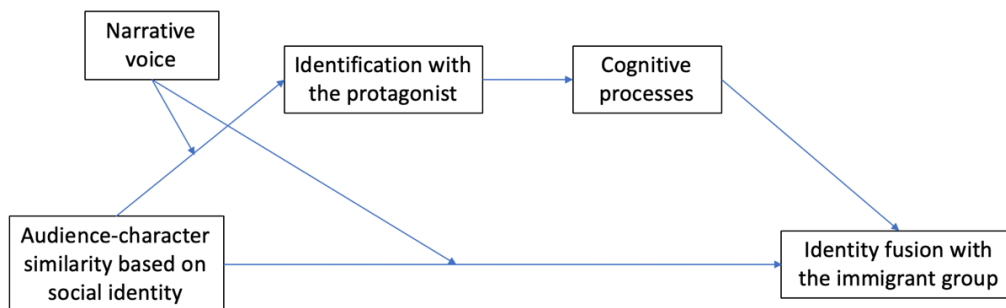 Narrative
voice
Identification with
the protagonist
Cognitive
processes
Audience-character
similarity based on
social identity
Identity fusion with
the immigrant group